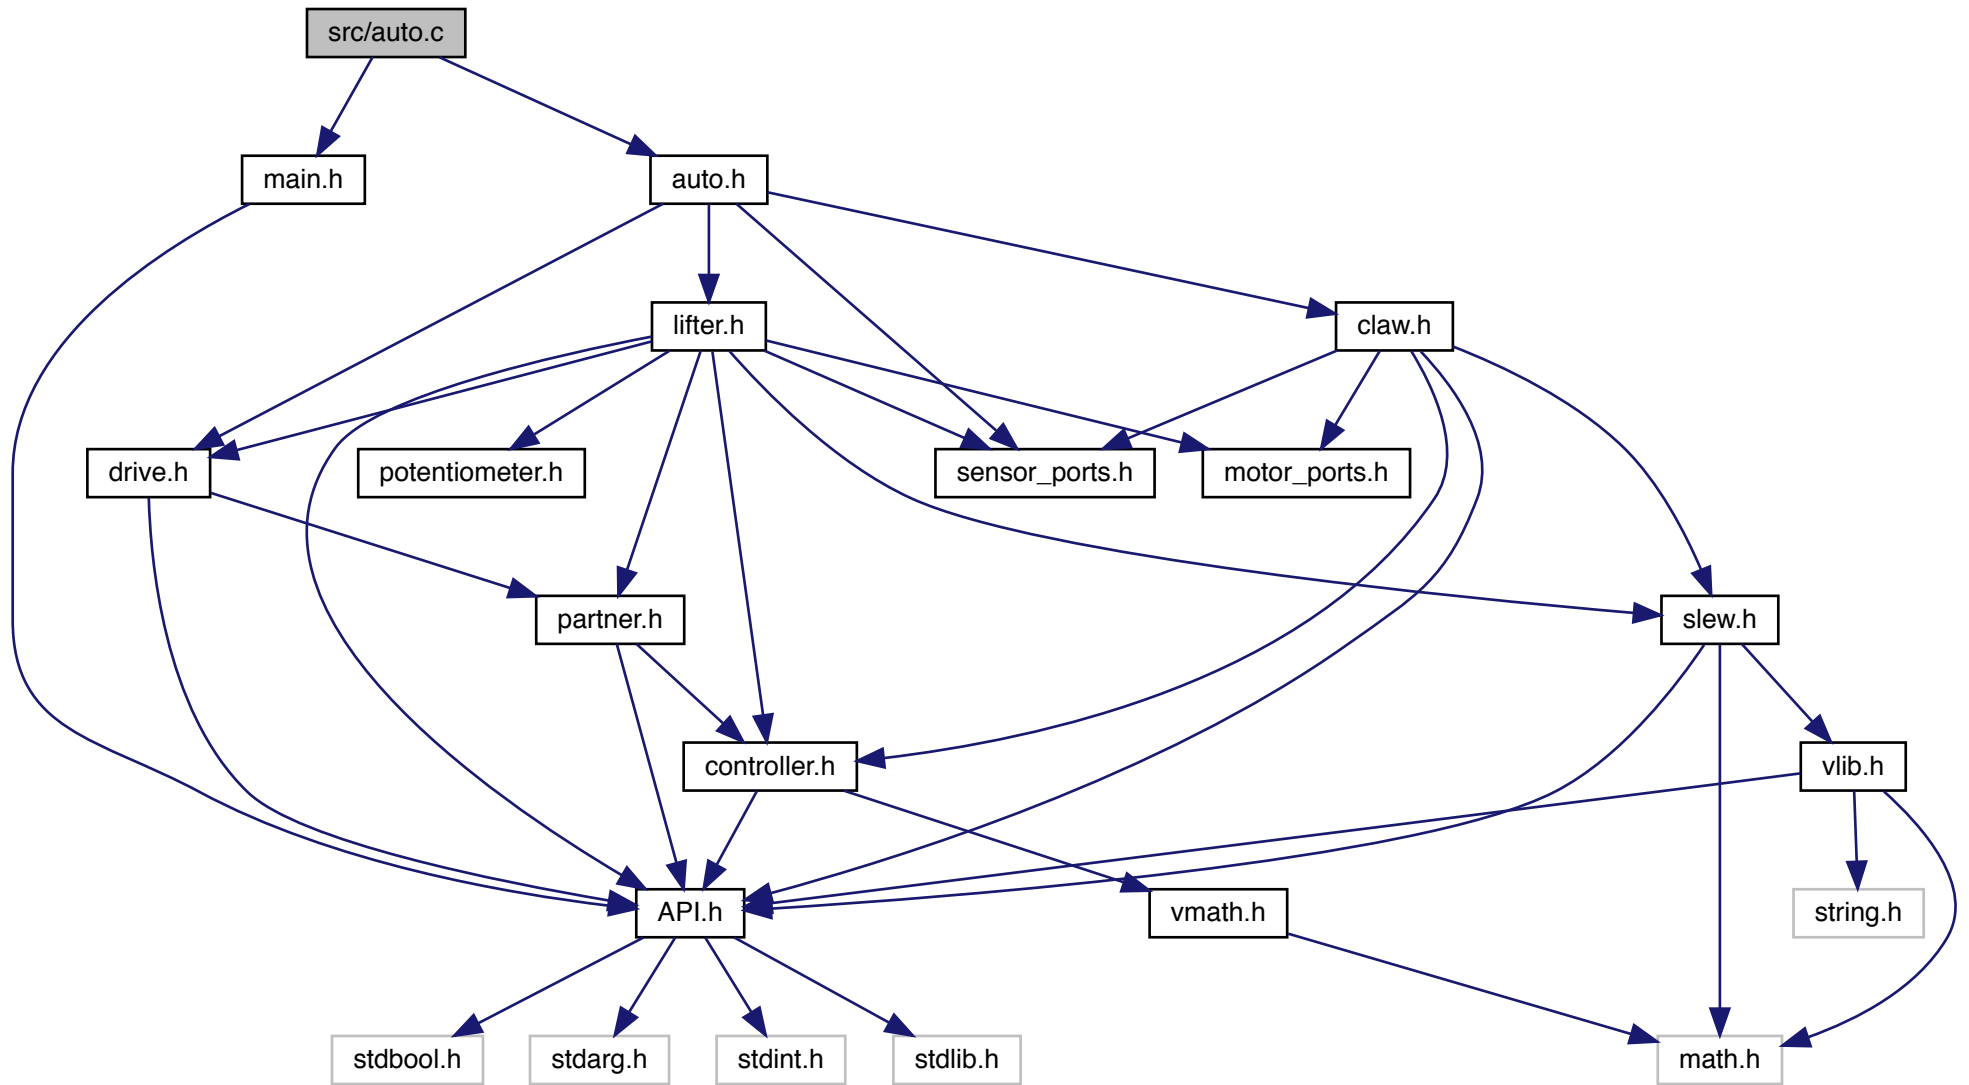 src/auto.c
main.h
auto.h
lifter.h
claw.h
drive.h
potentiometer.h
sensor_ports.h
motor_ports.h
partner.h
slew.h
controller.h
vlib.h
API.h
vmath.h
string.h
stdbool.h
stdarg.h
stdint.h
stdlib.h
math.h